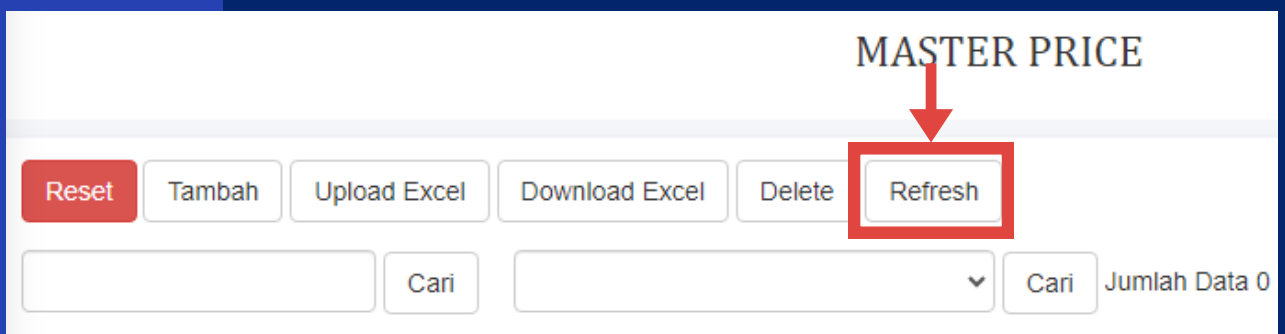 MASTER PRICE
Reset Tambah Upload Excel Download Excel Delete Refresh
Cari Cari Jumlah Data 0